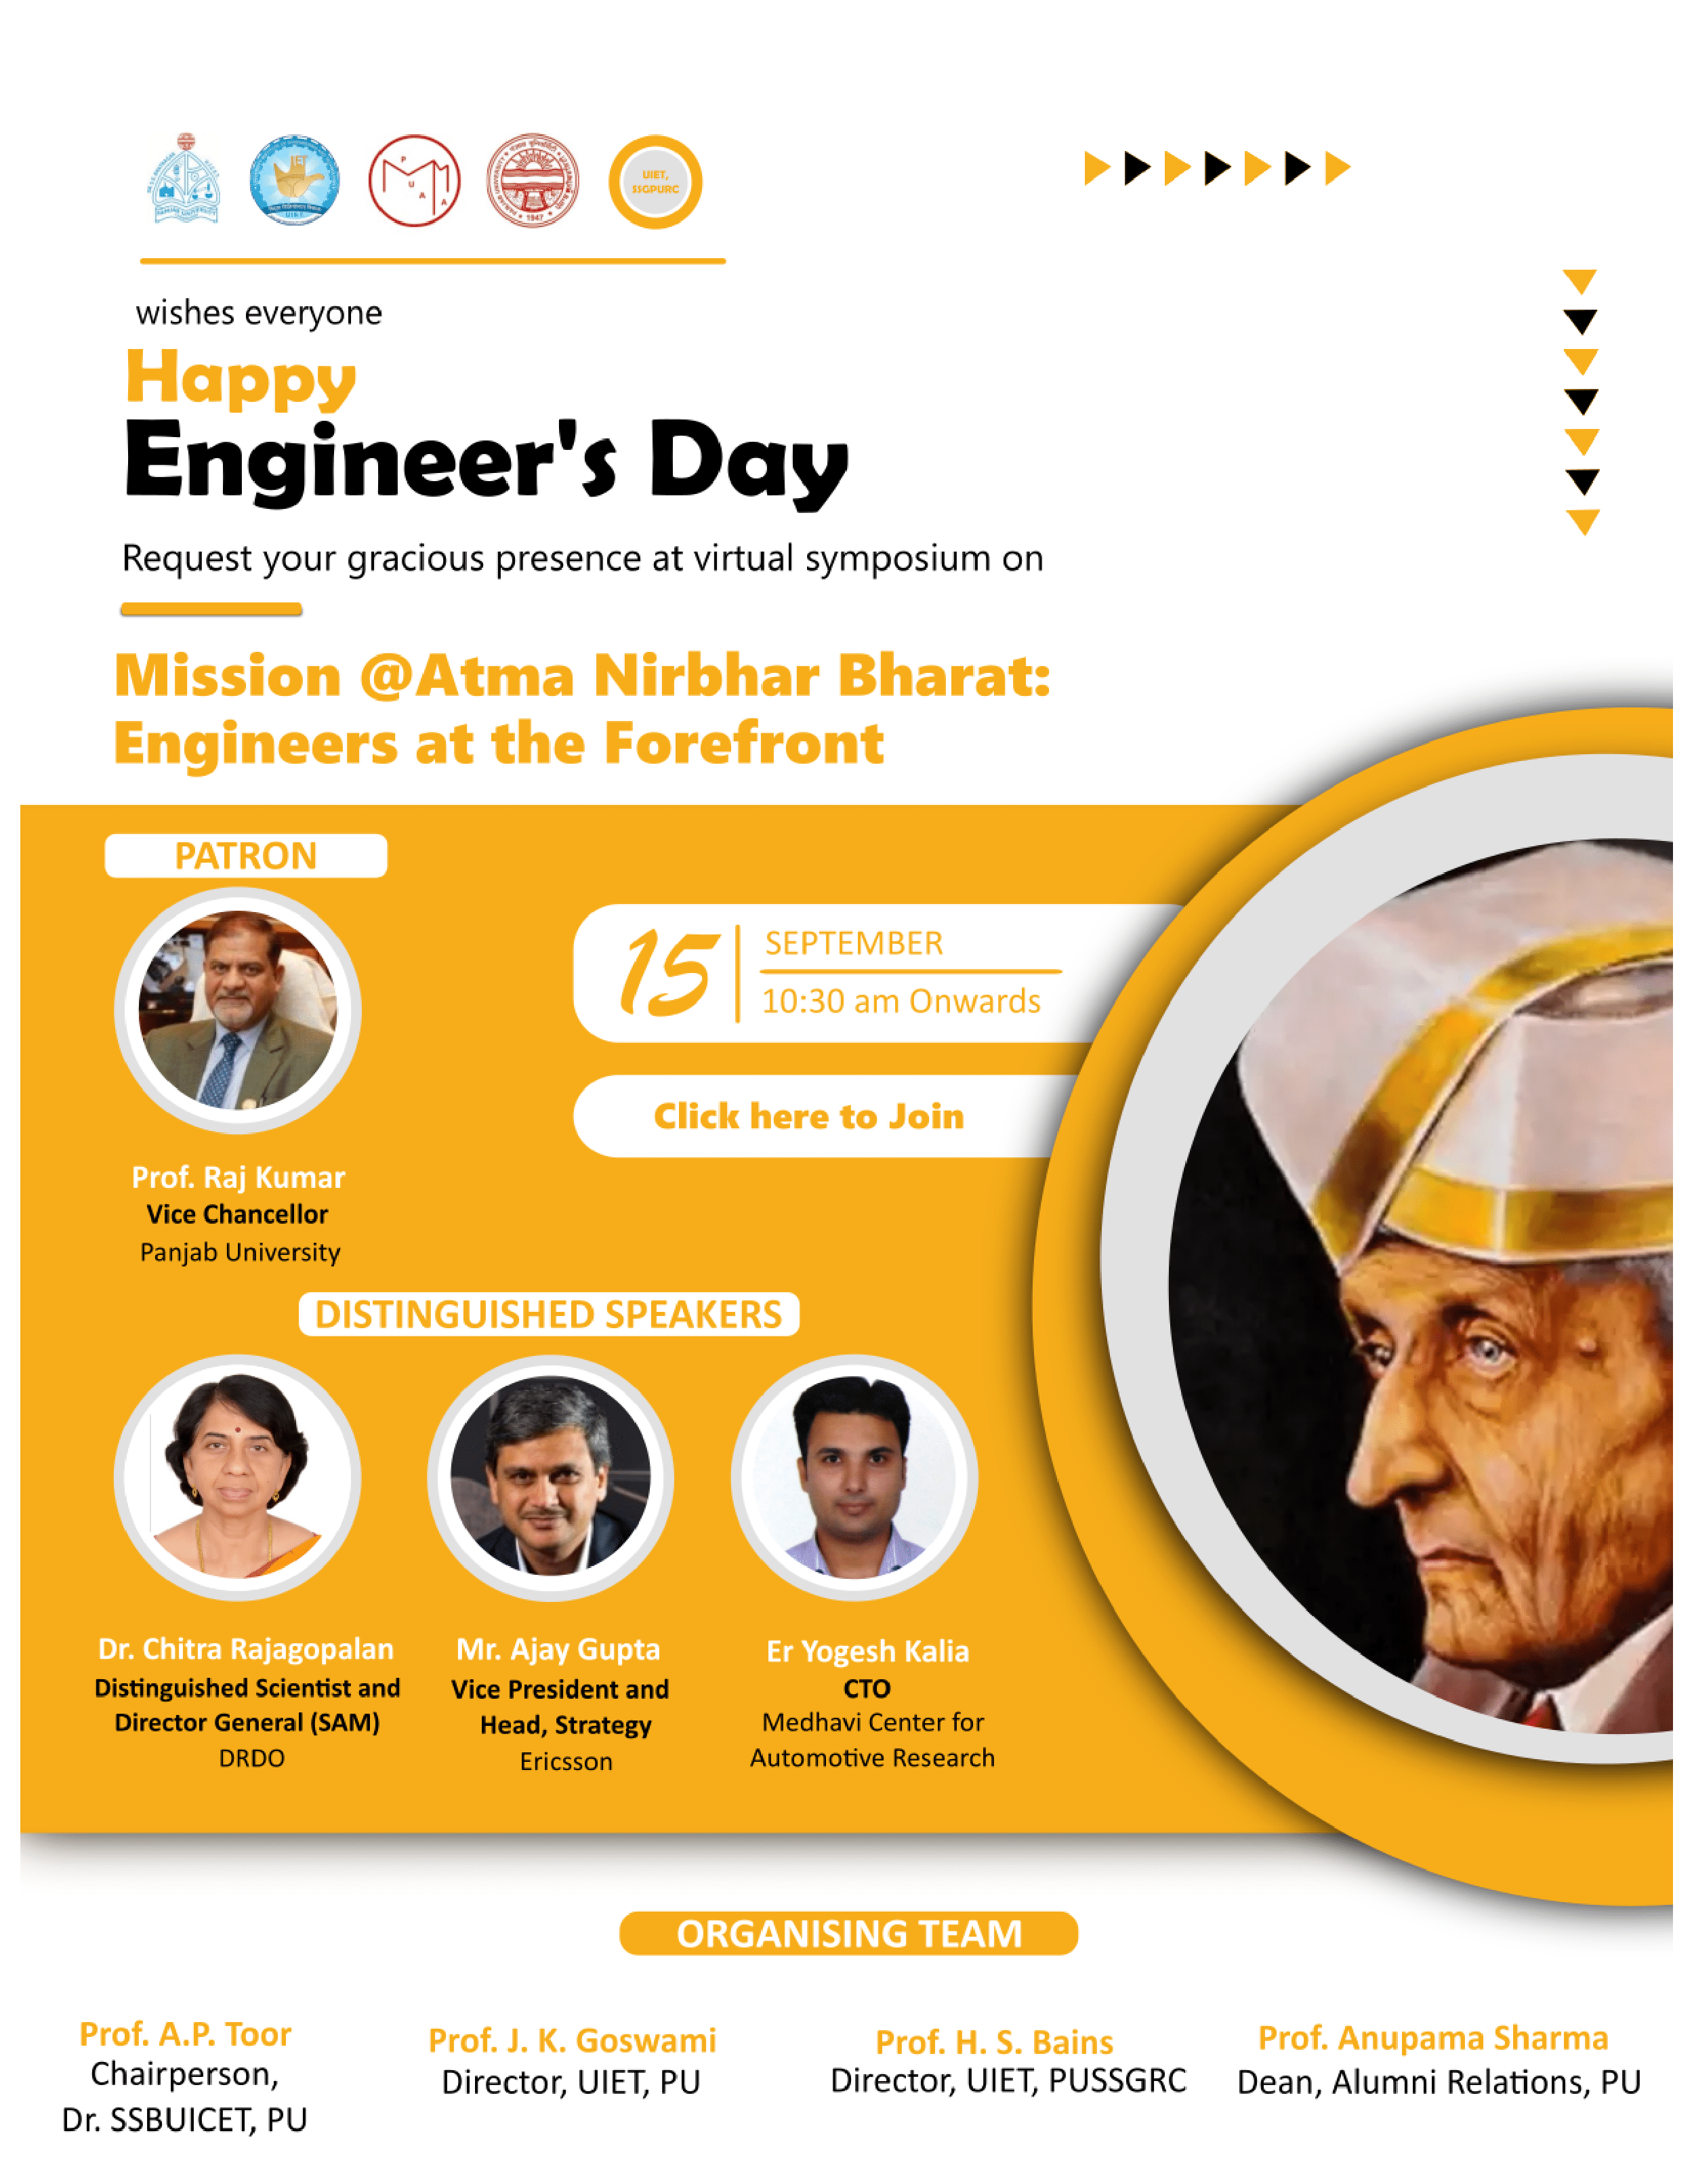 UIET,
SSGPURC
wishes everyone
Happy
Engineer's Day
Request your gracious presence at virtual symposium on
Mission @Atma Nirbhar Bharat:
Engineers at the Forefront
PATRON
15
SEPTEMBER
10:30 am Onwards
Click here to Join
Prof. Raj Kumar
Vice Chancellor
Panjab University
DISTINGUISHED SPEAKERS
Dr. Chitra Rajagopalan
Distinguished Scientist and
Director General (SAM)
DRDO
Mr. Ajay Gupta
Vice President and
Head, Strategy
Ericsson
Er Yogesh Kalia
CTO
Medhavi Center for
Automotive Research
ORGANISING TEAM
Prof. A.P. Toor
Chairperson,
Dr. SSBUICET, PU
Prof. J. K. Goswami
Director, UIET, PU
Prof. H. S. Bains
Director, UIET, PUSSGRC
Prof. Anupama Sharma
Dean, Alumni Relations, PU